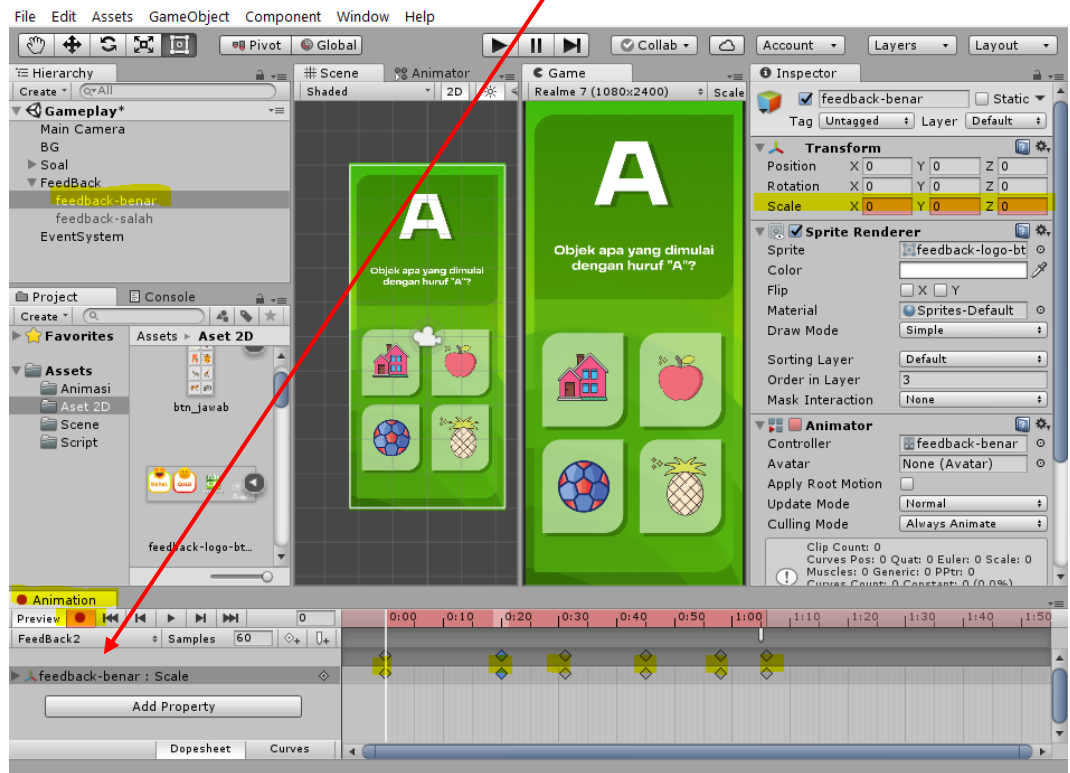 File Edit Assets GameObject Component Window Help
Pivot Global Collab Account Layers Layout
Hierarchy
Create All
Gameplay*
Main Camera
BG
Soal
FeedBack
feedback-benar
feedback-salah
EventSystem
Scene Animator
Shaded 2D
A
Objek apa yang dimulai
dengan huruf "A"?
Game
Realme 7 (1080x2400) Scale
A
Objek apa yang dimulai
dengan huruf "A"?
Inspector
feedback-benar Static
Tag Untagged Layer Default
Transform
Position X 0 Y 0 Z 0
Rotation X 0 Y 0 Z 0
Scale X 0 Y 0 Z 0
Sprite Renderer
Sprite feedback-logo-bt
Color
Flip X Y
Material Sprites-Default
Draw Mode Simple
Sorting Layer Default
Order in Layer 3
Mask Interaction None
Animator
Controller feedback-benar
Avatar None (Avatar)
Apply Root Motion
Update Mode Normal
Culling Mode Always Animate
Clip Count: 0
Curves Pos: 0 Quat: 0 Euler: 0 Scale: 0
Muscles: 0 Generic: 0 PPtr: 0
Curves Count: 0 Constant: 0 (0.0%)
Project Console
Create
Favorites
Assets
Animasi
Aset 2D
Scene
Script
Assets Aset 2D
btn_jawab
feedback-logo-bt...
Animation
Preview 0 0:00 0:10 0:20 0:30 0:40 0:50 1:00 1:10 1:20 1:30 1:40 1:50
FeedBack2 Samples 60
feedback-benar : Scale
Add Property
Dopesheet Curves